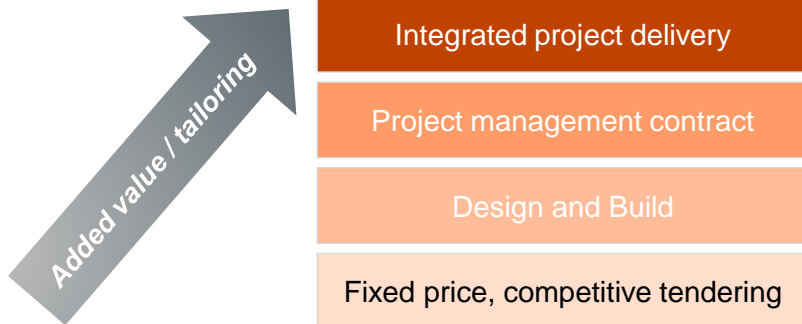 Integrated project delivery
Project management contract
Design and Build
Fixed price, competitive tendering
Added value / tailoring